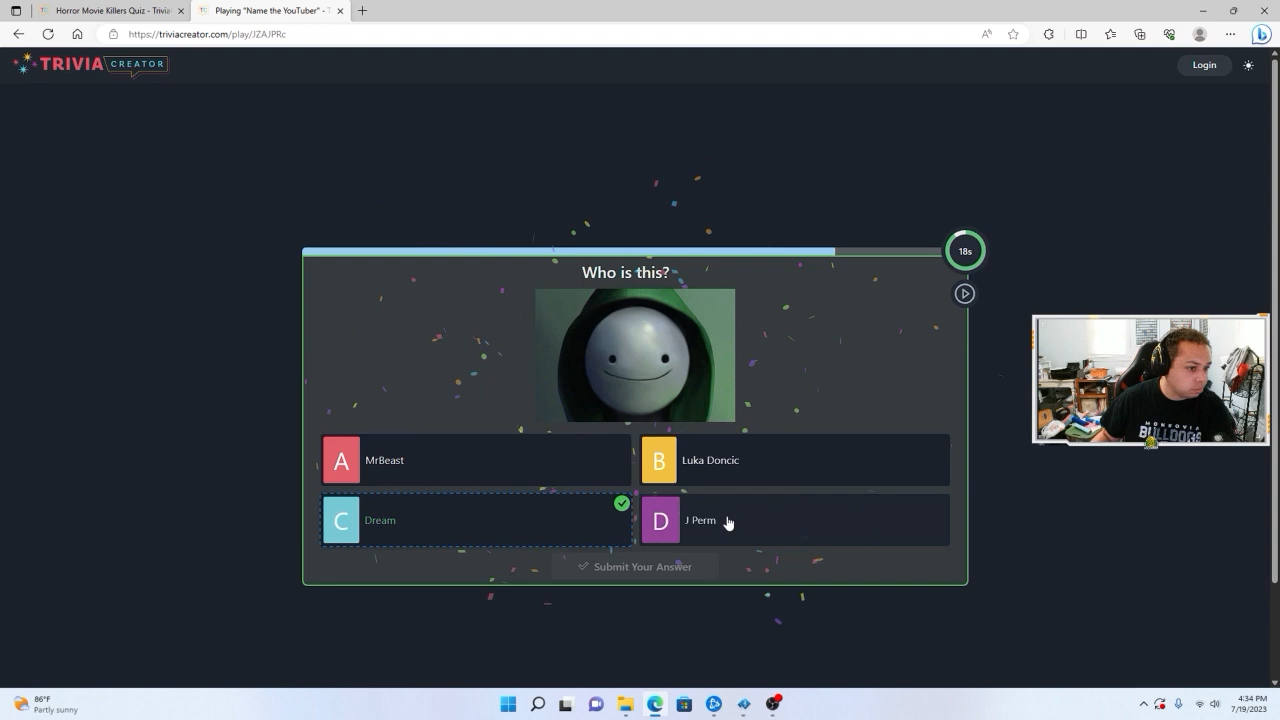 Horror Movie Killers Quiz - Trivia
Playing "Name the YouTuber" - T
https://triviacreator.com/play/JZAJPRc
TRIVIA CREATOR
Login
18s
Who is this?
A MrBeast
B Luka Doncic
C Dream
D J Perm
Submit Your Answer
MONROVIA
BULLDOGS
86°F
Partly sunny
4:34 PM
7/19/2023